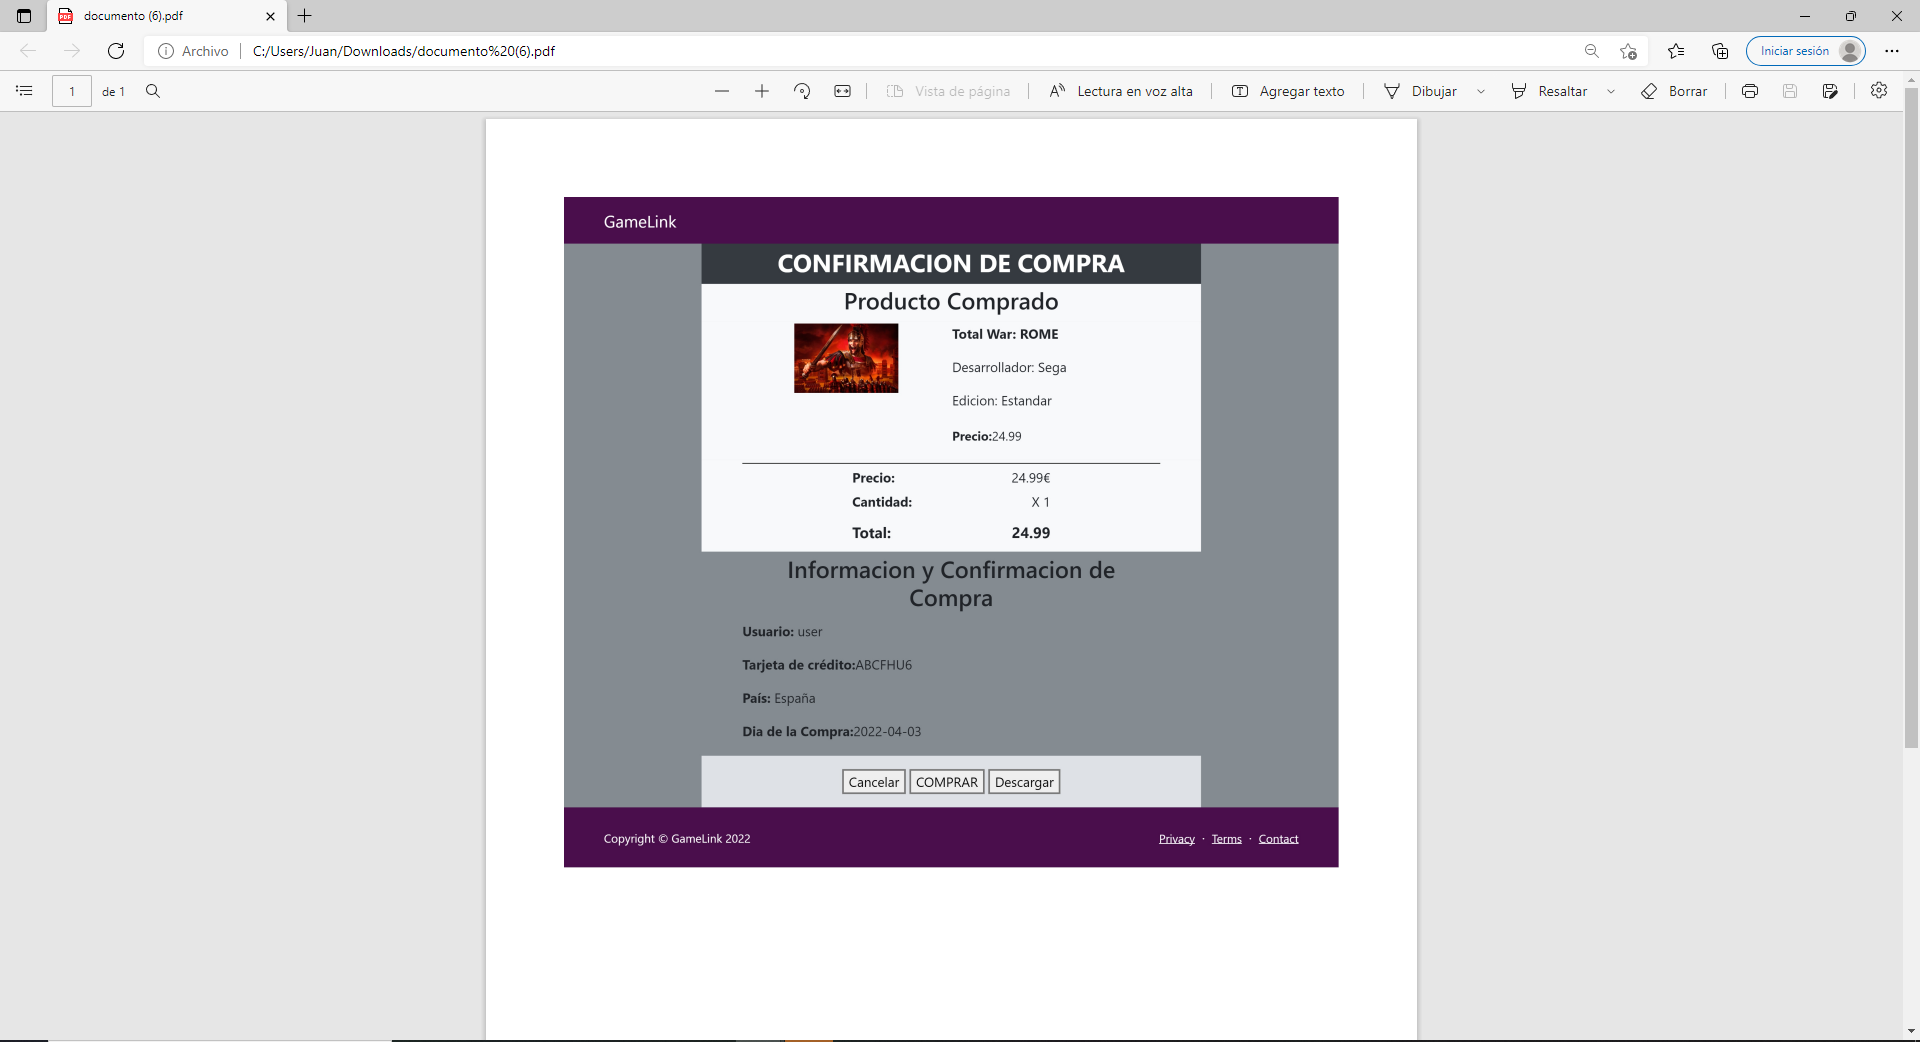 documento (6).pdf
Archivo
C:/Users/Juan/Downloads/documento%20(6).pdf
Iniciar sesión
1
de 1
Vista de página
Lectura en voz alta
Agregar texto
Dibujar
Resaltar
Borrar
GameLink
CONFIRMACION DE COMPRA
Producto Comprado
Total War: ROME
Desarrollador: Sega
Edicion: Estandar
Precio:24.99
Precio: 24.99€
Cantidad: X 1
Total: 24.99
Informacion y Confirmacion de
Compra
Usuario: user
Tarjeta de crédito:ABCFHU6
País: España
Dia de la Compra:2022-04-03
Cancelar COMPRAR Descargar
Copyright © GameLink 2022
Privacy · Terms · Contact